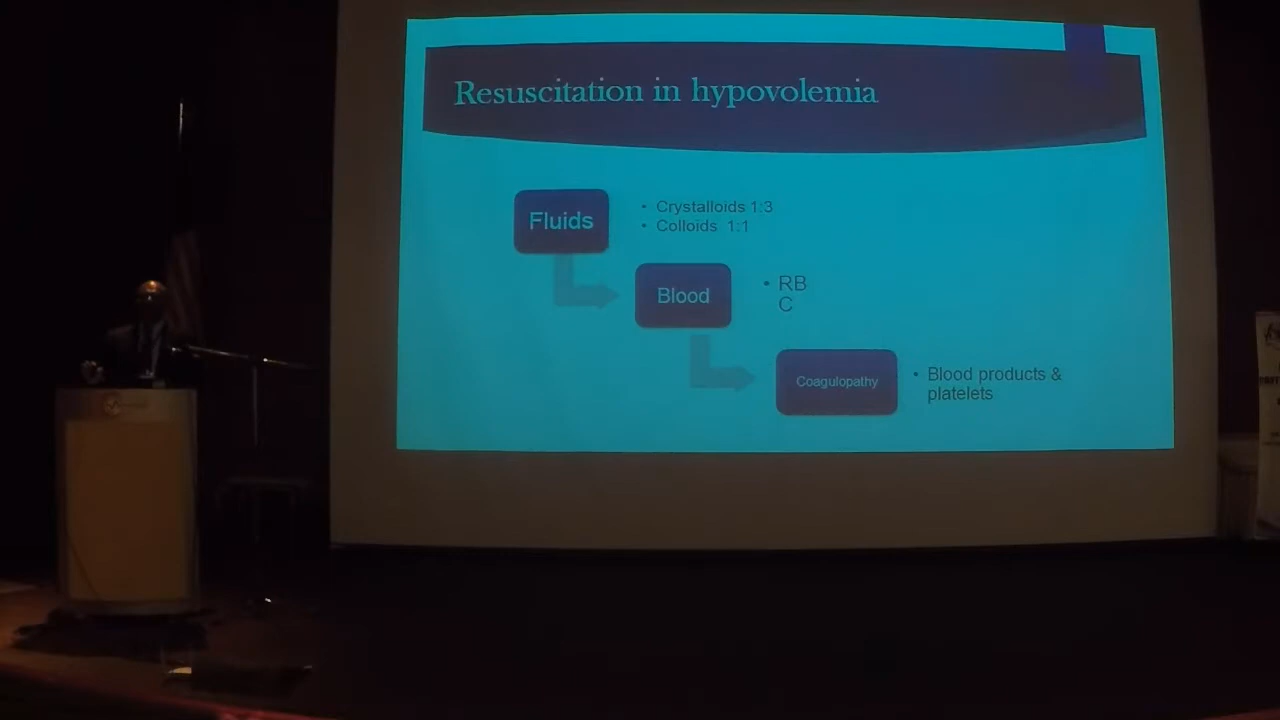 Resuscitation in hypovolemia
Fluids
• Crystalloids 1:3
• Colloids 1:1
Blood
• RB
C
Coagulopathy
• Blood products &
platelets